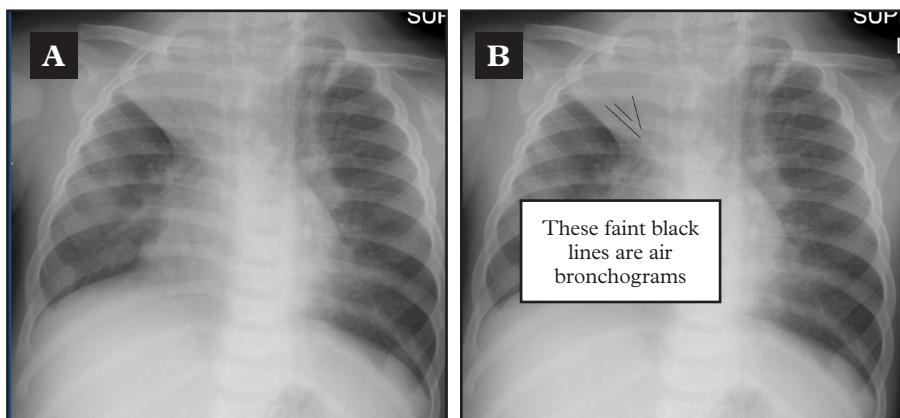 SUP
A
SUP
B
These faint black
lines are air
bronchograms